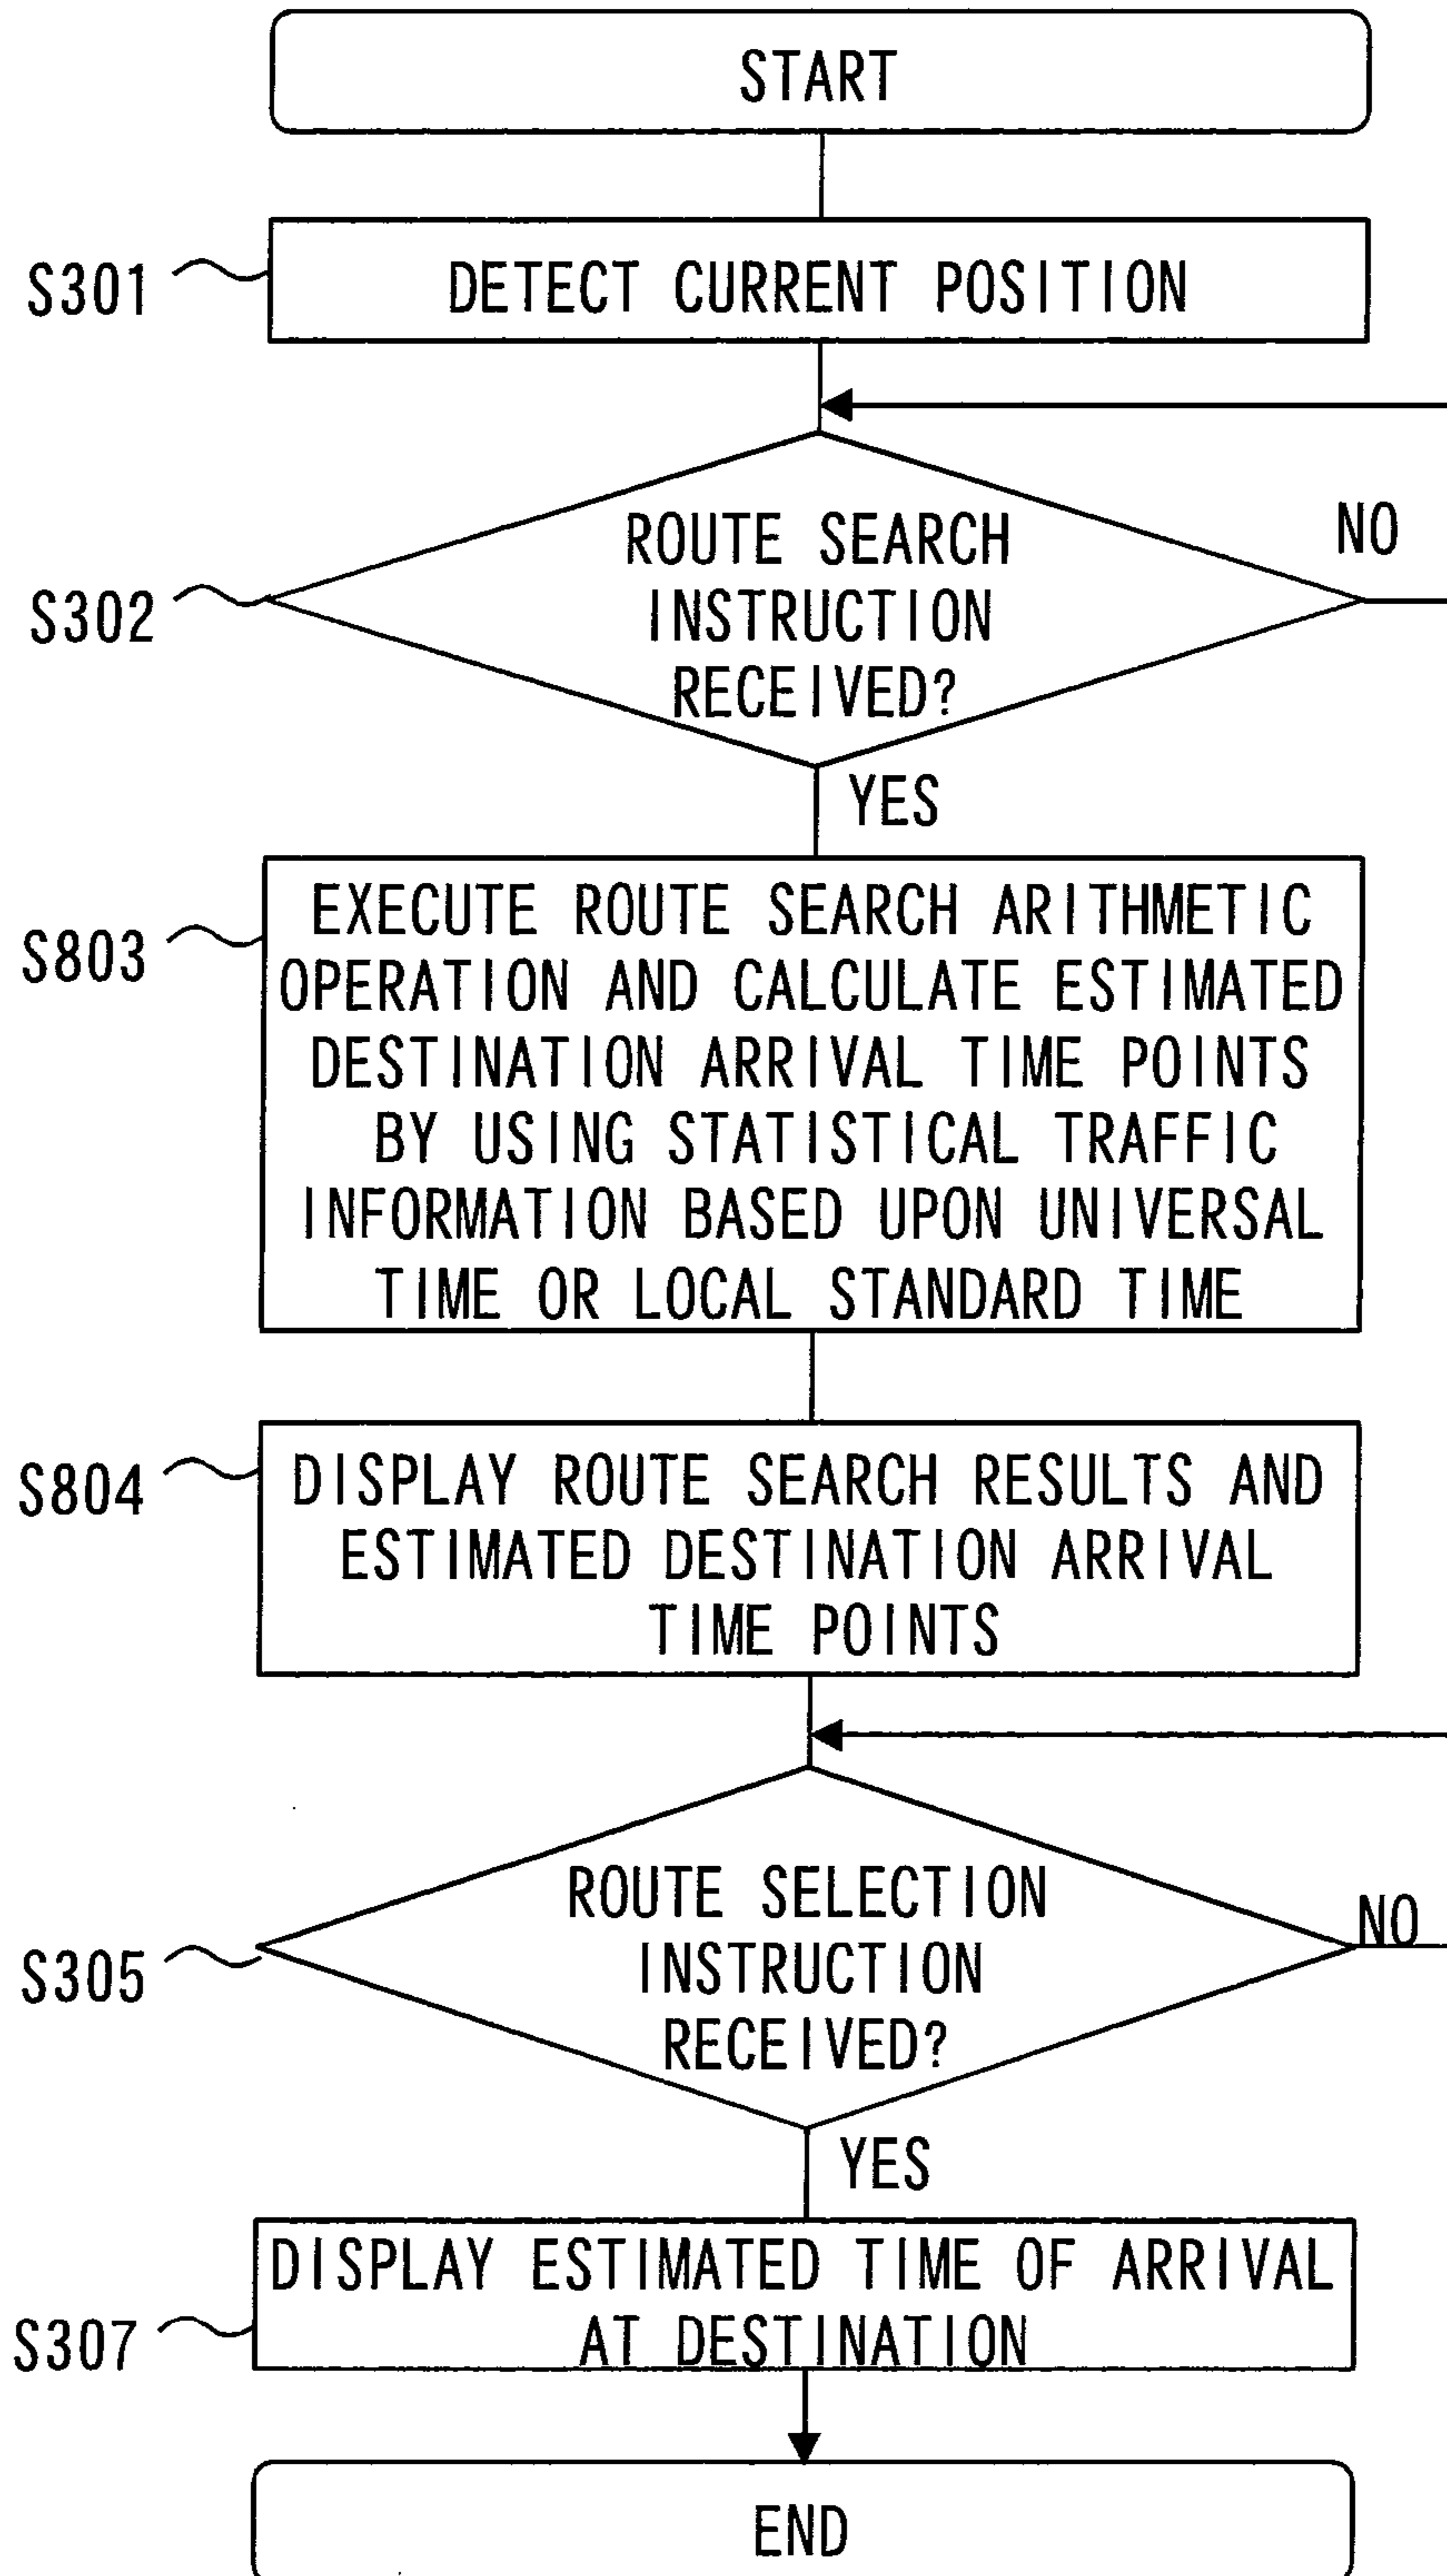 START
S301
DETECT CURRENT POSITION
S302
ROUTE SEARCH
INSTRUCTION
RECEIVED?
NO
YES
S803
EXECUTE ROUTE SEARCH ARITHMETIC
OPERATION AND CALCULATE ESTIMATED
DESTINATION ARRIVAL TIME POINTS
BY USING STATISTICAL TRAFFIC
INFORMATION BASED UPON UNIVERSAL
TIME OR LOCAL STANDARD TIME
S804
DISPLAY ROUTE SEARCH RESULTS AND
ESTIMATED DESTINATION ARRIVAL
TIME POINTS
S305
ROUTE SELECTION
INSTRUCTION
RECEIVED?
NO
YES
S307
DISPLAY ESTIMATED TIME OF ARRIVAL
AT DESTINATION
END